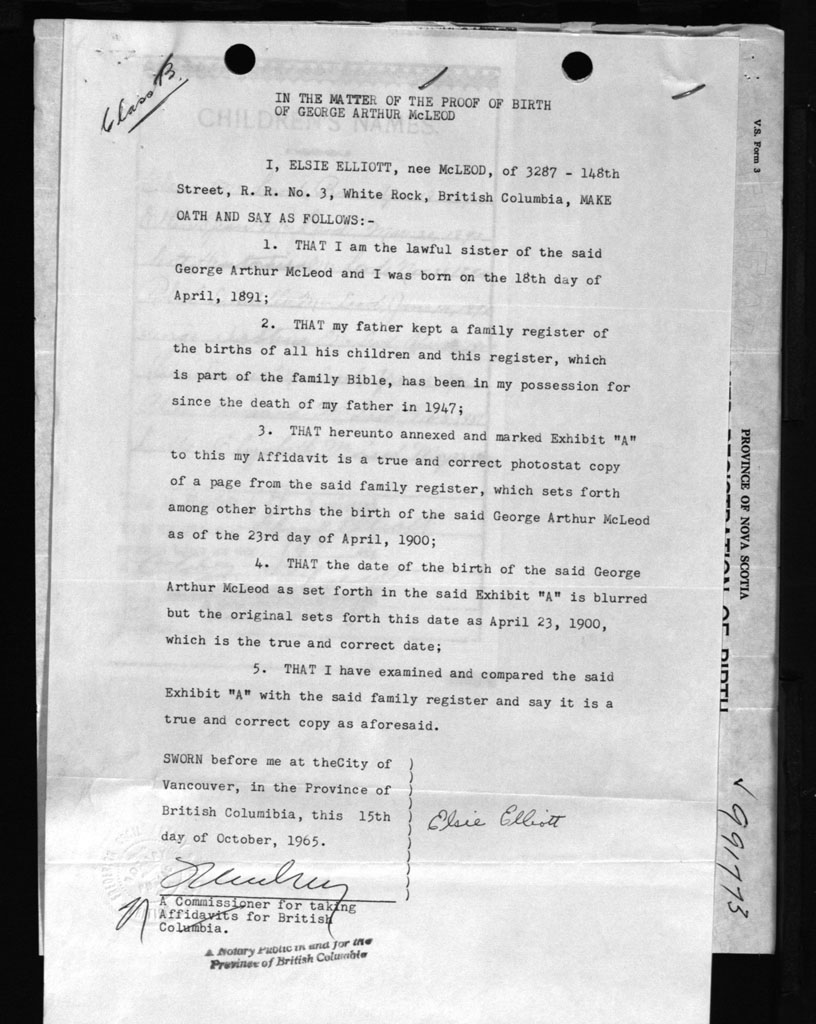 Class B.
IN THE MATTER OF THE PROOF OF BIRTH
OF GEORGE ARTHUR McLEOD
I, ELSIE ELLIOTT, nee McLEOD, of 3287 - 148th
Street, R. R. No. 3, White Rock, British Columbia, MAKE
OATH AND SAY AS FOLLOWS:-
1. THAT I am the lawful sister of the said
George Arthur McLeod and I was born on the 18th day of
April, 1891;
2. THAT my father kept a family register of
the births of all his children and this register, which
is part of the family Bible, has been in my possession for
since the death of my father in 1947;
3. THAT hereunto annexed and marked Exhibit "A"
to this my Affidavit is a true and correct photostat copy
of a page from the said family register, which sets forth
among other births the birth of the said George Arthur McLeod
as of the 23rd day of April, 1900;
4. THAT the date of the birth of the said George
Arthur McLeod as set forth in the said Exhibit "A" is blurred
but the original sets forth this date as April 23, 1900,
which is the true and correct date;
5. THAT I have examined and compared the said
Exhibit "A" with the said family register and say it is a
true and correct copy as aforesaid.
SWORN before me at theCity of
Vancouver, in the Province of
British Columibia, this 15th
day of October, 1965.
Elsie Elliott
A Commissioner for taking
Affidavits for British
Columbia.
A Notary Public in and for the
Province of British Columbia
CHILDREN'S NAMES
V.S. Form 3
PROVINCE OF NOVA SCOTIA
REGISTRATION OF BIRTH
991773